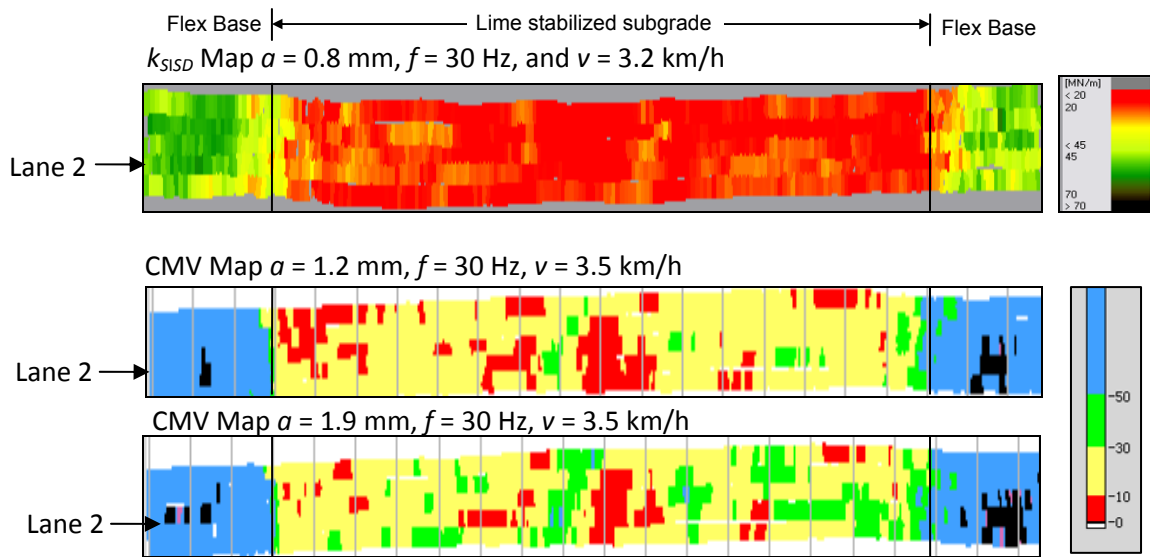 Flex Base
Lime stabilized subgrade
Flex Base
kSISD Map a = 0.8 mm, f = 30 Hz, and v = 3.2 km/h
[MN/m]
< 20
20
< 45
45
70
> 70
Lane 2
CMV Map a = 1.2 mm, f = 30 Hz, v = 3.5 km/h
Lane 2
50
30
10
0
CMV Map a = 1.9 mm, f = 30 Hz, v = 3.5 km/h
Lane 2